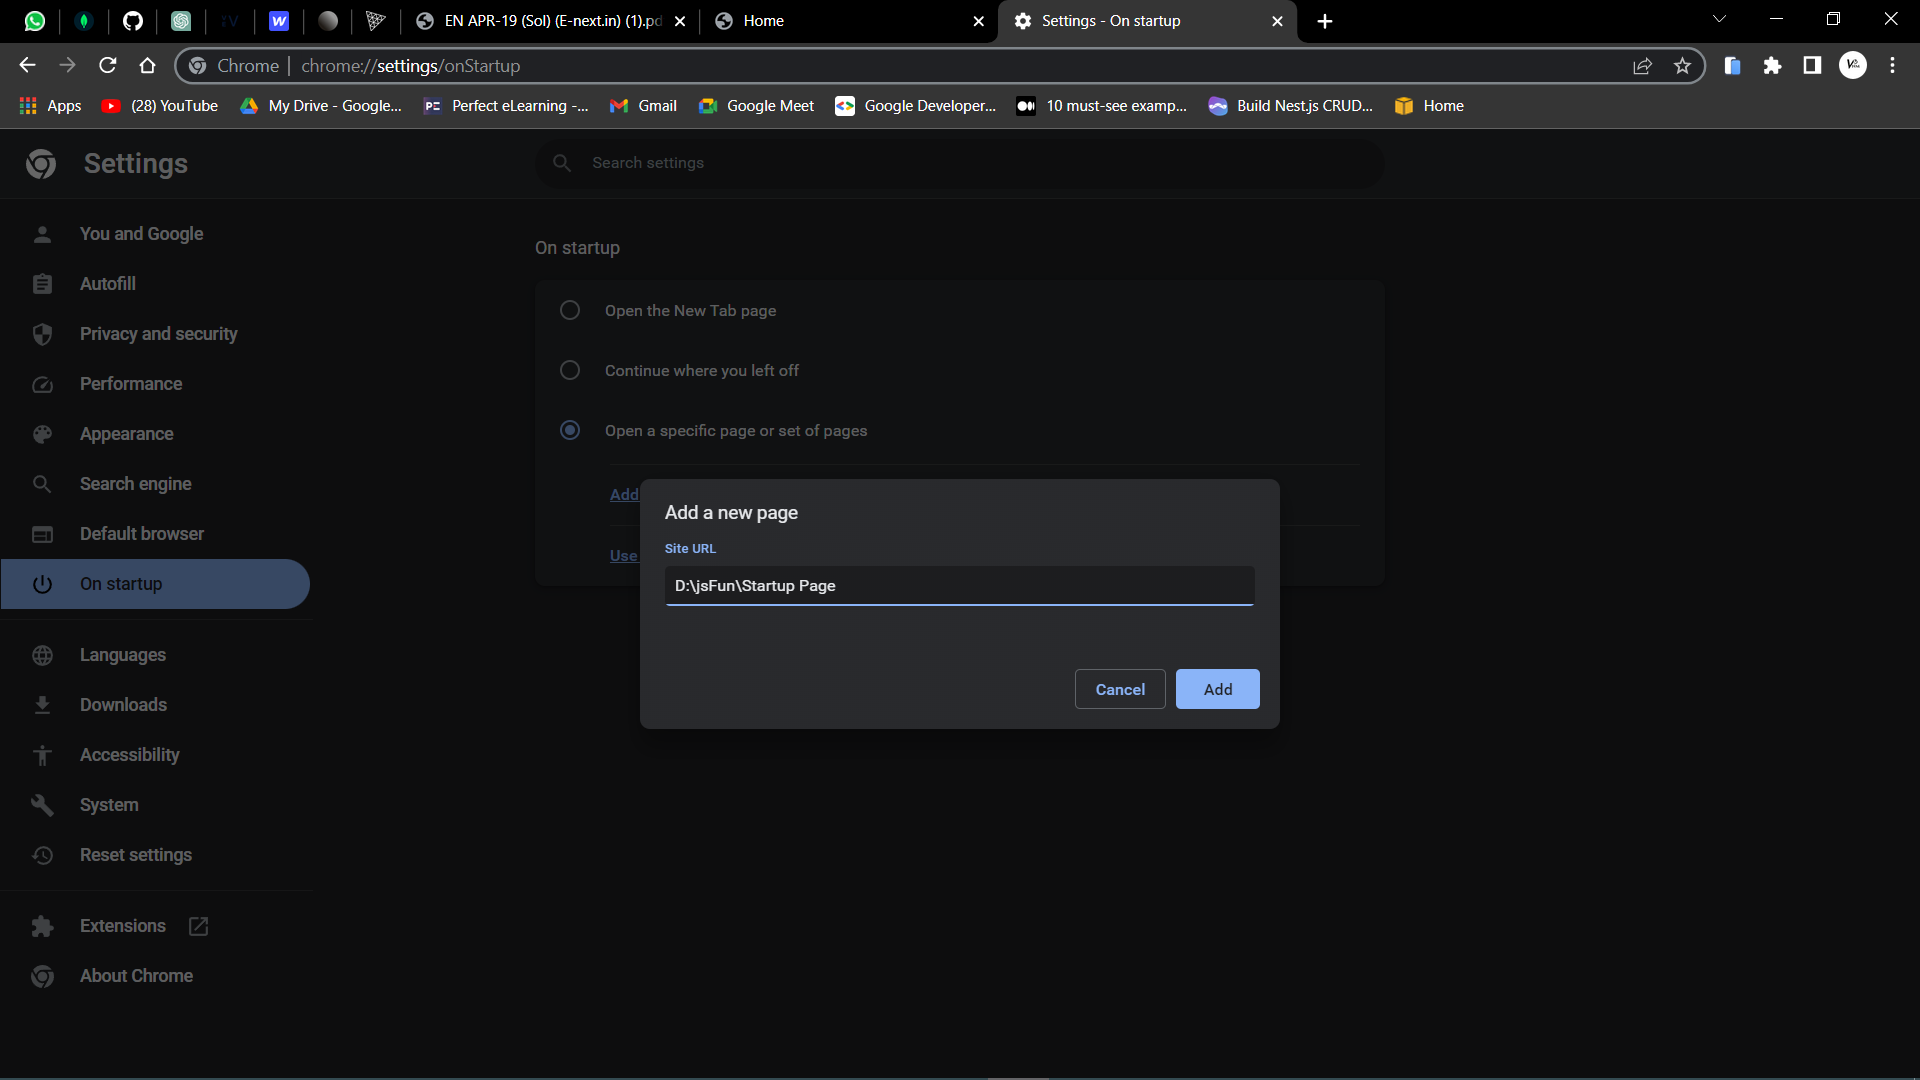 EN APR-19 (Sol) (E-next.in) (1).pd
Home
Settings - On startup
Chrome
chrome://settings/onStartup
Apps
(28) YouTube
My Drive - Google...
PE
Perfect eLearning -...
Gmail
Google Meet
Google Developer...
10 must-see examp...
Build Nest.js CRUD...
Home
Settings
Search settings
You and Google
Autofill
Privacy and security
Performance
Appearance
Search engine
Default browser
On startup
Languages
Downloads
Accessibility
System
Reset settings
Extensions
About Chrome
On startup
Open the New Tab page
Continue where you left off
Open a specific page or set of pages
Add
Use
Add a new page
Site URL
D:\jsFun\Startup Page
Cancel
Add